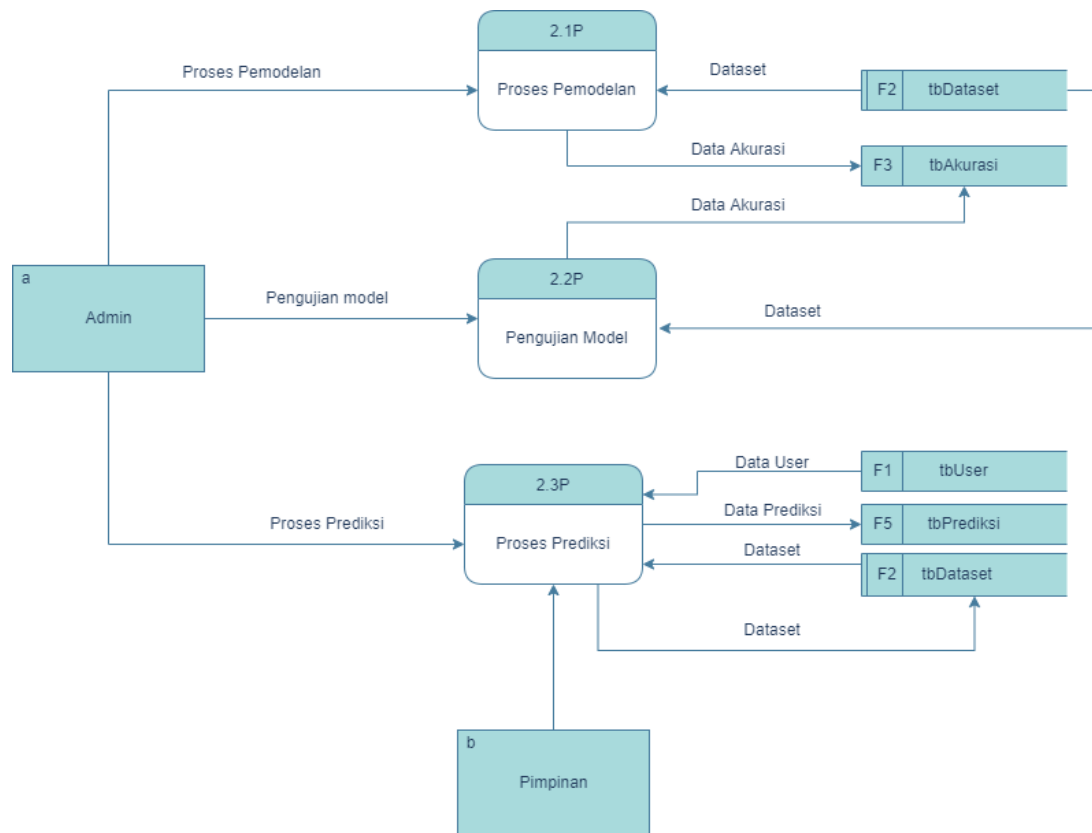 2.1P
Proses Pemodelan
Dataset
Proses Pemodelan
F2 tbDataset
Data Akurasi
F3 tbAkurasi
Data Akurasi
a
Admin
2.2P
Pengujian model
Dataset
Pengujian Model
Data User
F1 tbUser
2.3P
Data Prediksi
Proses Prediksi
F5 tbPrediksi
Proses Prediksi
Dataset
F2 tbDataset
Dataset
b
Pimpinan